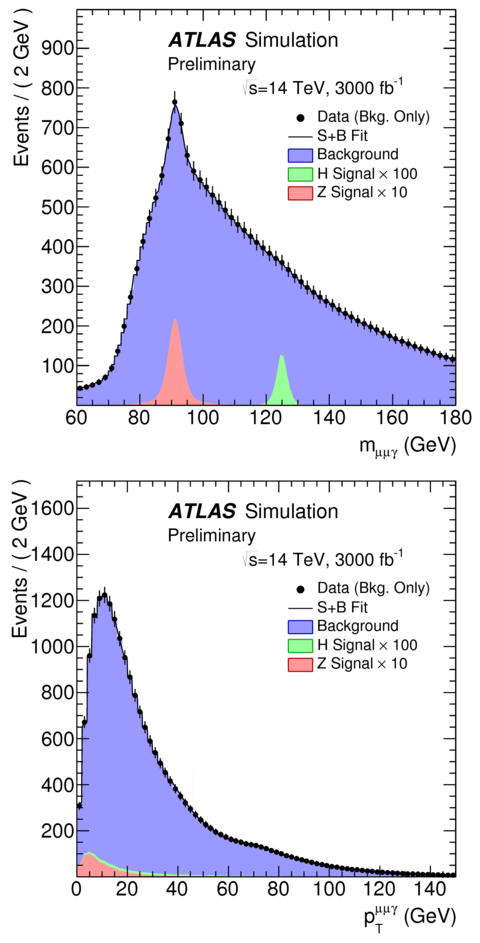 Events / ( 2 GeV )
900
800
700
600
500
400
300
200
100
ATLAS Simulation
Preliminary
√s=14 TeV, 3000 fb⁻¹
Data (Bkg. Only)
S+B Fit
Background
H Signal × 100
Z Signal × 10
60 80 100 120 140 160 180
m_μμγ (GeV)
Events / ( 2 GeV )
1600
1400
1200
1000
800
600
400
200
ATLAS Simulation
Preliminary
√s=14 TeV, 3000 fb⁻¹
Data (Bkg. Only)
S+B Fit
Background
H Signal × 100
Z Signal × 10
0 20 40 60 80 100 120 140
p_T^μμγ (GeV)